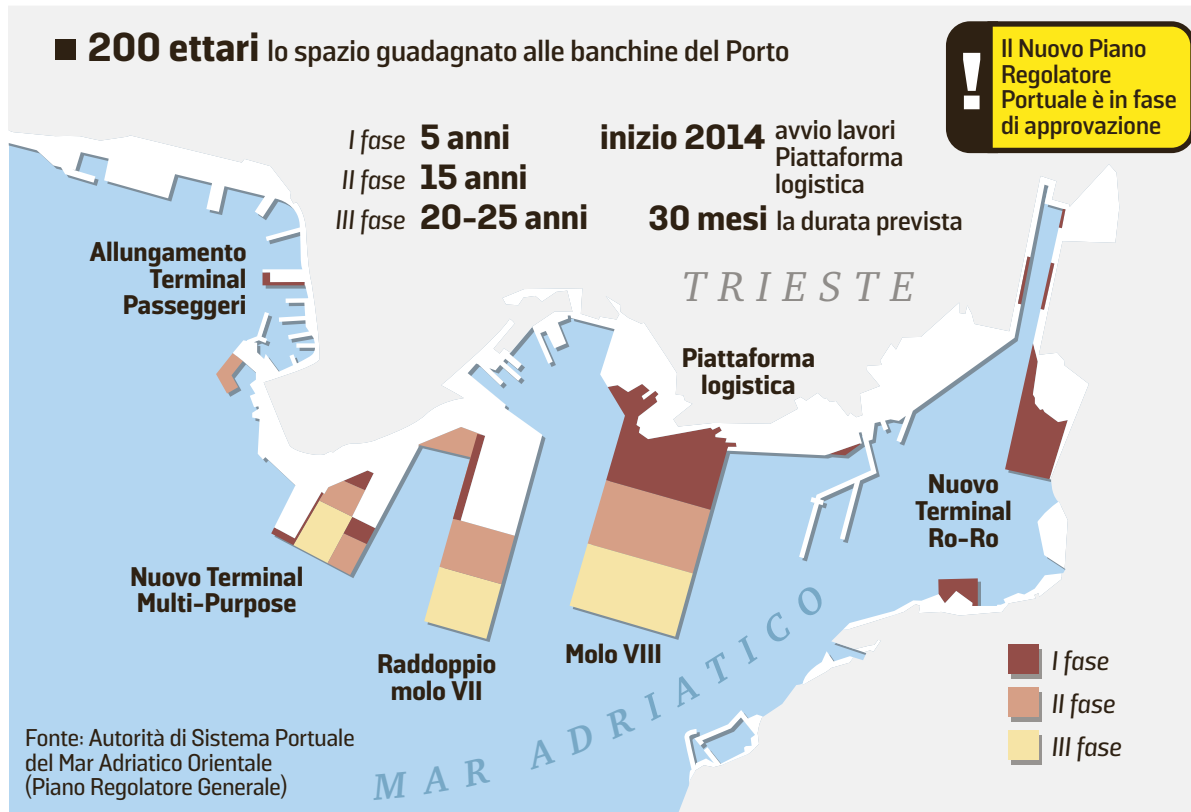 200 ettari lo spazio guadagnato alle banchine del Porto
!
Il Nuovo Piano
Regolatore
Portuale è in fase
di approvazione
I fase 5 anni
II fase 15 anni
III fase 20-25 anni
inizio 2014 avvio lavori
Piattaforma
logistica
30 mesi la durata prevista
TRIESTE
Allungamento
Terminal
Passeggeri
Piattaforma
logistica
Nuovo
Terminal
Ro-Ro
Nuovo Terminal
Multi-Purpose
Raddoppio
molo VII
Molo VIII
MAR ADRIATICO
I fase
II fase
III fase
Fonte: Autorità di Sistema Portuale
del Mar Adriatico Orientale
(Piano Regolatore Generale)